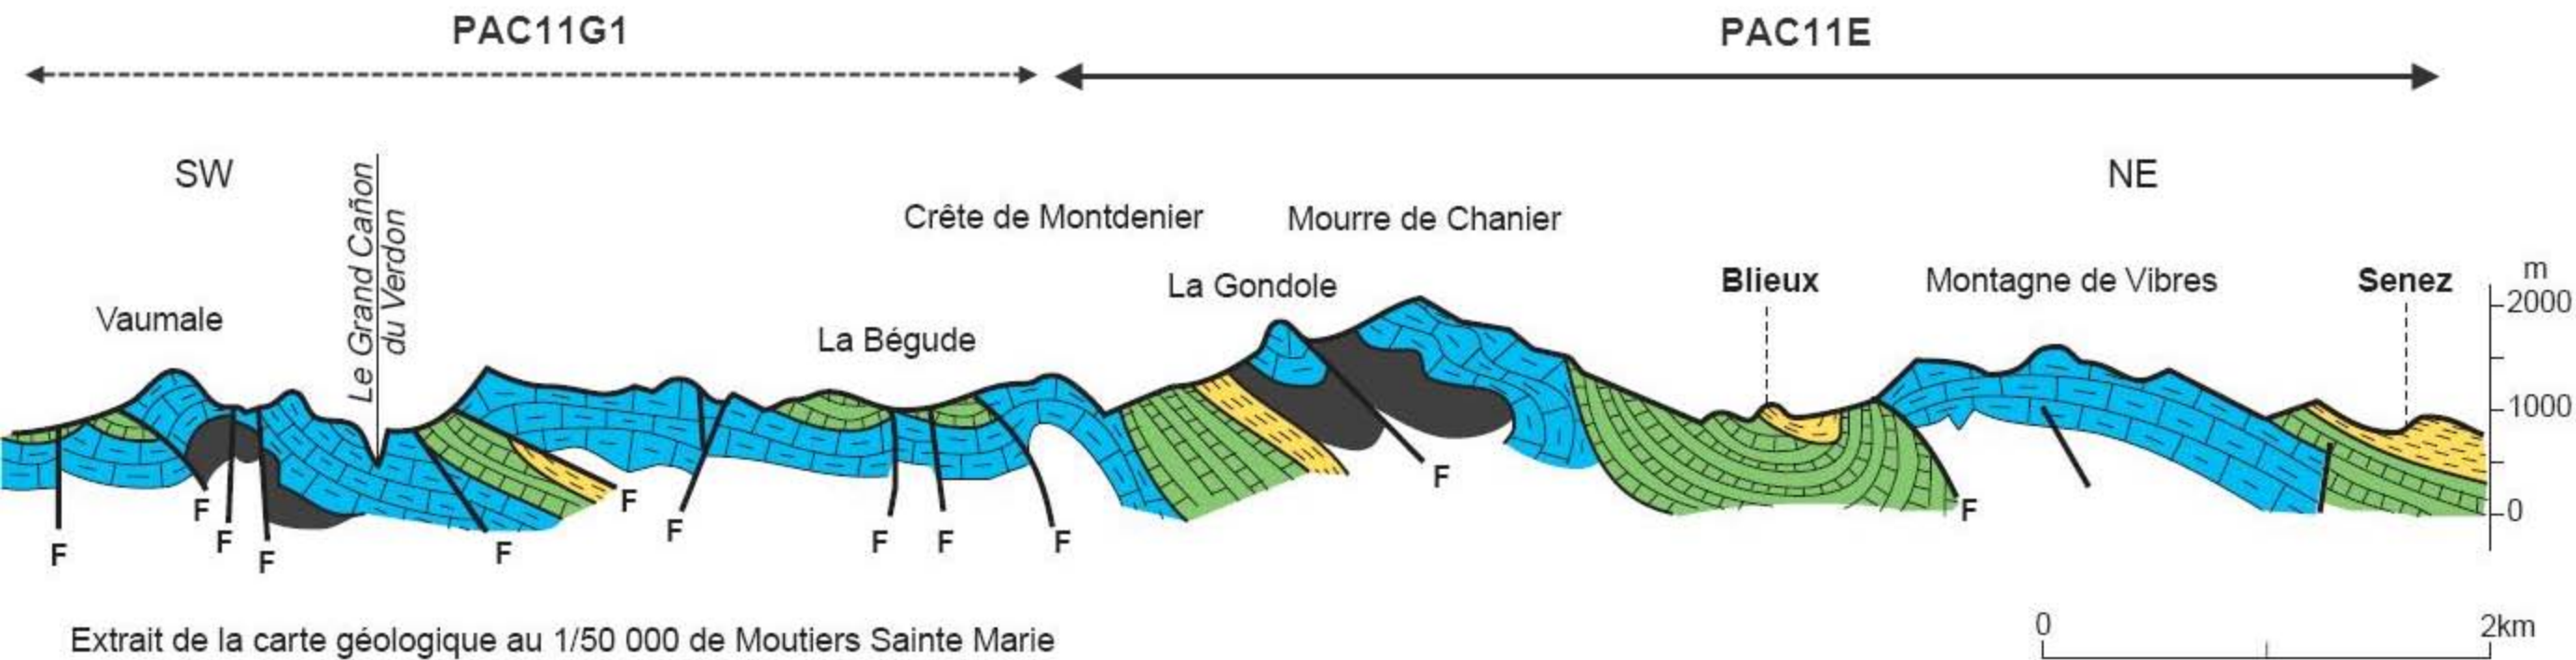 PAC11G1
PAC11E
SW
Le Grand Cañon
du Verdon
NE
Crête de Montdenier
Mourre de Chanier
La Gondole
Blieux
Montagne de Vibres
Senez
m
2000
Vaumale
La Bégude
1000
0
F
F
F
F
F
F
F
F
F
F
F
F
Extrait de la carte géologique au 1/50 000 de Moutiers Sainte Marie
0
2km